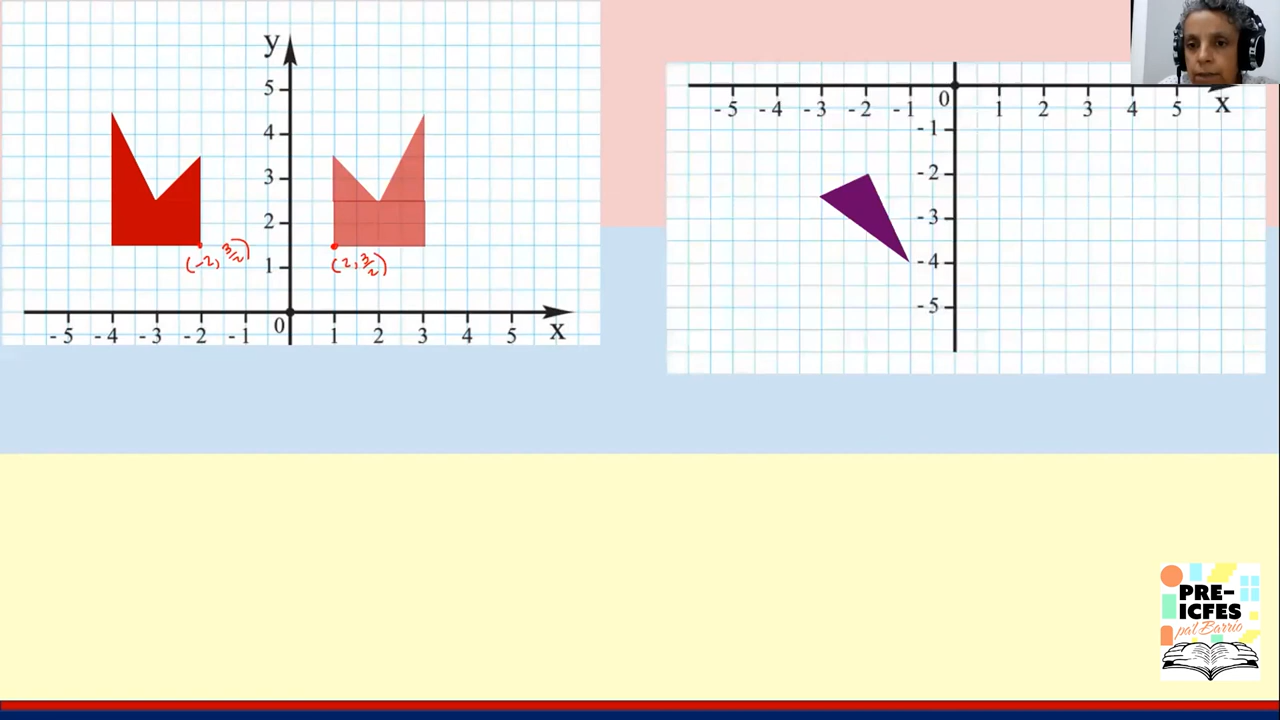 y
5
4
3
2
1
0
- 5 - 4 - 3 - 2 - 1 1 2 3 4 5 x
(-2, 3/2)
(2, 3/2)
- 5 - 4 - 3 - 2 - 1 0 1 2 3 4 5 x
- 1
- 2
- 3
- 4
- 5
PRE-
ICFES
pa'l Barrio